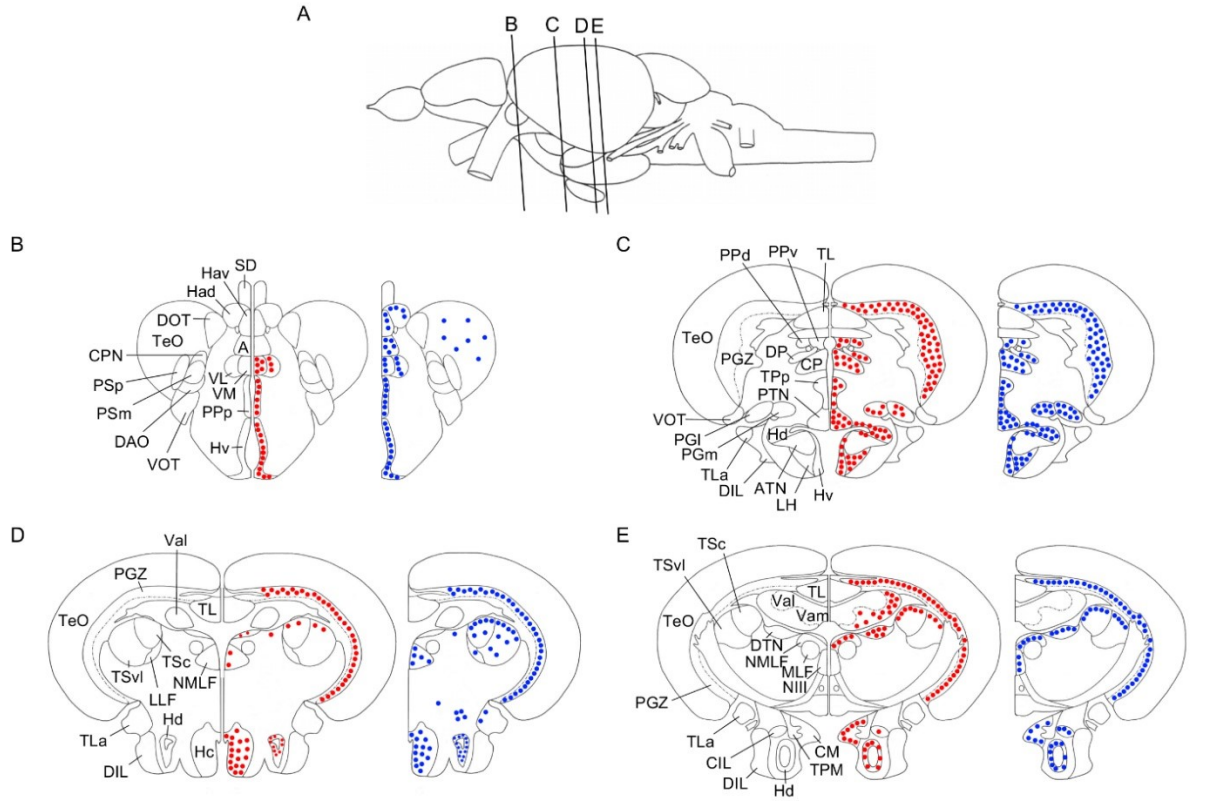 A
B
C
D
E
B
SD
Hav
Had
DOT
TeO
CPN
A
PSp
VL
VM
PSm
PPp
DAO
Hv
VOT
C
PPd
PPv
TL
TeO
PGZ
DP
CP
TPp
PTN
VOT
Hd
PGl
PGm
TLa
DIL
ATN
Hv
LH
D
Val
PGZ
TeO
TL
TSc
TSvl
NMLF
LLF
Hd
TLa
Hc
DIL
E
TSc
TSvl
TL
Val
TeO
Vam
DTN
NMLF
MLF
NIII
PGZ
TLa
CM
CIL
TPM
DIL
Hd